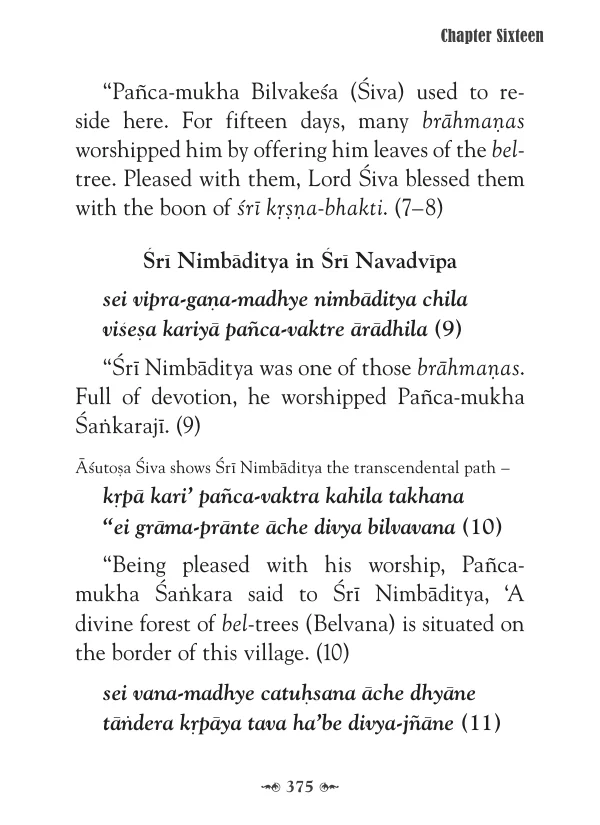 Chapter Sixteen
“Pañca-mukha Bilvakeśa (Śiva) used to re-
side here. For fifteen days, many brāhmaṇas
worshipped him by offering him leaves of the bel-
tree. Pleased with them, Lord Śiva blessed them
with the boon of śrī kṛṣṇa-bhakti. (7–8)
Śrī Nimbāditya in Śrī Navadvīpa
sei vipra-gaṇa-madhye nimbāditya chila
viśeṣa kariyā pañca-vaktre ārādhila (9)
“Śrī Nimbāditya was one of those brāhmaṇas.
Full of devotion, he worshipped Pañca-mukha
Śaṅkarajī. (9)
Āśutoṣa Śiva shows Śrī Nimbāditya the transcendental path –
kṛpā kari’ pañca-vaktra kahila takhana
“ei grāma-prānte āche divya bilvavana (10)
“Being pleased with his worship, Pañca-
mukha Śaṅkara said to Śrī Nimbāditya, ‘A
divine forest of bel-trees (Belvana) is situated on
the border of this village. (10)
sei vana-madhye catuḥsana āche dhyāne
tāṅdera kṛpāya tava ha’be divya-jñāne (11)
375